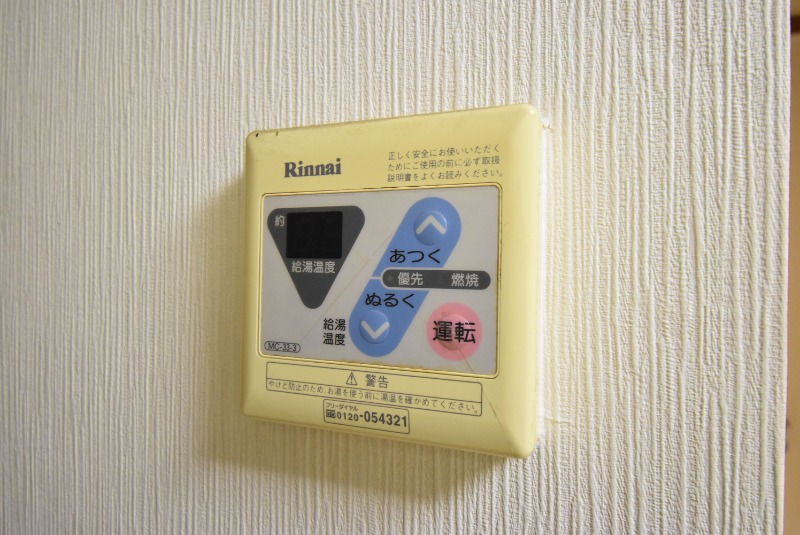 Rinnai
正しく安全にお使いいただく
ためにご使用の前に必ず取扱
説明書をよくお読みください。
約
給湯温度
あつく
優先 燃焼
ぬるく
給湯
温度
運転
MC-33-3
⚠ 警告
やけど防止のため、お湯を使う前に湯温を確かめてください。
フリーダイヤル
0120-054321